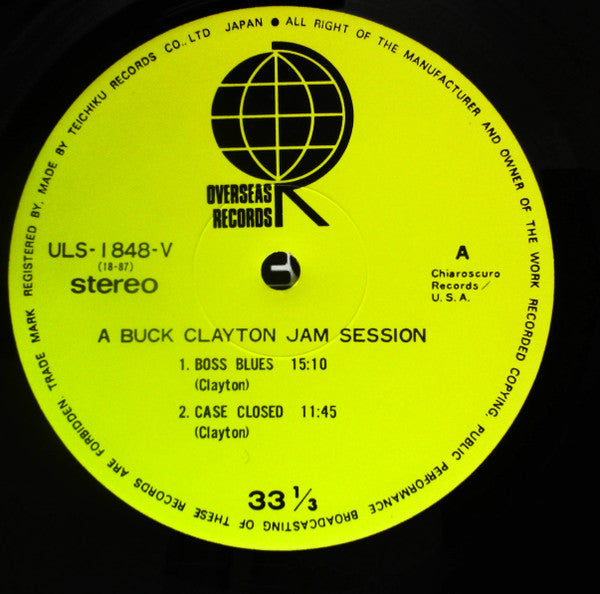 TRADE MARK REGISTERED BY, MADE BY TEICHIKU RECORDS CO., LTD JAPAN ● ALL RIGHT OF THE MANUFACTURER AND OWNER OF THE WORK RECORDED COPYING, PUBLIC PERFORMANCE BROADCASTING OF THESE RECORDS ARE FORBIDDEN.
OVERSEAS
RECORDS
ULS-1848-V
(18-87)
stereo
A
Chiaroscuro
Records/
U.S.A.
A BUCK CLAYTON JAM SESSION
1. BOSS BLUES 15:10
(Clayton)
2. CASE CLOSED 11:45
(Clayton)
33 1/3